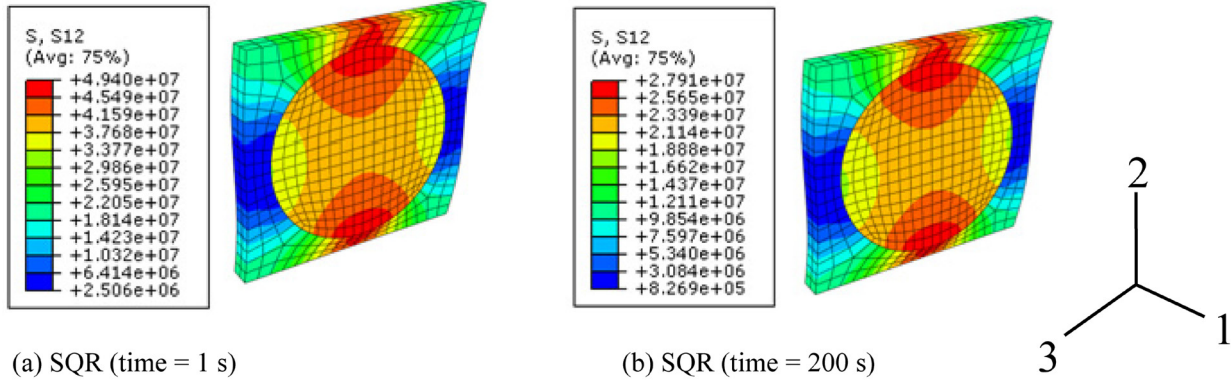 S, S12
(Avg: 75%)
+4.940e+07
+4.549e+07
+4.159e+07
+3.768e+07
+3.377e+07
+2.986e+07
+2.595e+07
+2.205e+07
+1.814e+07
+1.423e+07
+1.032e+07
+6.414e+06
+2.506e+06
S, S12
(Avg: 75%)
+2.791e+07
+2.565e+07
+2.339e+07
+2.114e+07
+1.888e+07
+1.662e+07
+1.437e+07
+1.211e+07
+9.854e+06
+7.597e+06
+5.340e+06
+3.084e+06
+8.269e+05
2
1
3
(a) SQR (time = 1 s)
(b) SQR (time = 200 s)